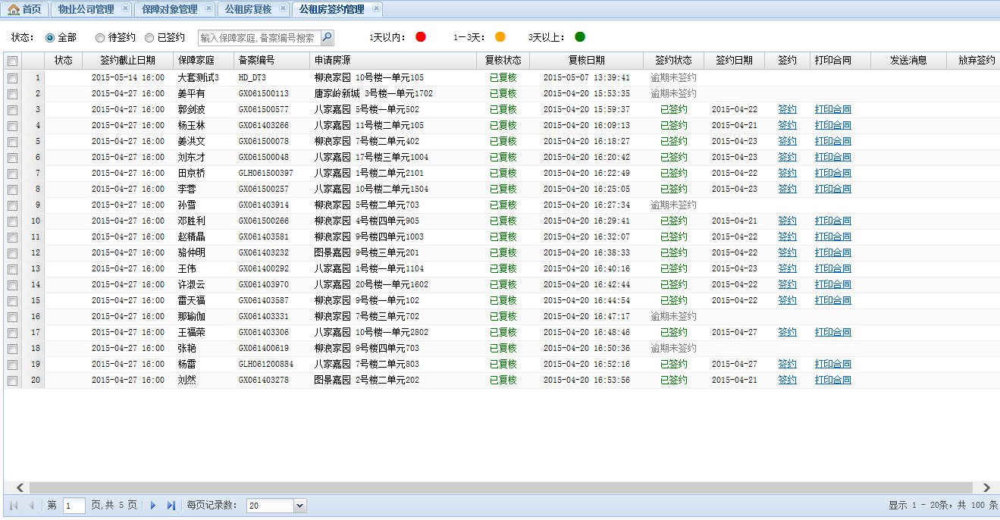 首页 物业公司管理 保障对象管理 公租房复核 公租房签约管理
状态： 全部 待签约 已签约 输入保障家庭,备案编号搜索 1天以内： 1－3天： 3天以上：
状态 签约截止日期 保障家庭 备案编号 申请房源 复核状态 复核日期 签约状态 签约日期 签约 打印合同 发送消息 放弃签约
1 2015-05-14 16:00 大套测试3 HD_DT3 柳浪家园 10号楼一单元105 已复核 2015-05-07 13:39:41 逾期未签约
2 2015-04-27 16:00 姜平有 GX061500113 唐家岭新城 3号楼一单元1702 已复核 2015-04-20 15:53:35 逾期未签约
3 2015-04-27 16:00 郭剑波 GX061500577 八家嘉园 5号楼一单元502 已复核 2015-04-20 15:59:37 已签约 2015-04-22 签约 打印合同
4 2015-04-27 16:00 杨玉林 GX061403266 八家嘉园 11号楼二单元105 已复核 2015-04-20 16:09:13 已签约 2015-04-21 签约 打印合同
5 2015-04-27 16:00 姜洪文 GX061500078 柳浪家园 7号楼二单元402 已复核 2015-04-20 16:18:27 已签约 2015-04-23 签约 打印合同
6 2015-04-27 16:00 刘东才 GX061500048 八家嘉园 17号楼三单元1004 已复核 2015-04-20 16:20:42 已签约 2015-04-23 签约 打印合同
7 2015-04-27 16:00 田京桥 GLH061500397 八家嘉园 1号楼二单元2101 已复核 2015-04-20 16:22:49 已签约 2015-04-22 签约 打印合同
8 2015-04-27 16:00 李蓉 GX061500257 八家嘉园 10号楼二单元1504 已复核 2015-04-20 16:25:05 已签约 2015-04-23 签约 打印合同
9 2015-04-27 16:00 孙雪 GX061403914 柳浪家园 5号楼二单元703 已复核 2015-04-20 16:27:34 逾期未签约
10 2015-04-27 16:00 邓胜利 GX061500266 柳浪家园 4号楼四单元905 已复核 2015-04-20 16:29:41 已签约 2015-04-21 签约 打印合同
11 2015-04-27 16:00 赵精晶 GX061403581 柳浪家园 9号楼四单元1003 已复核 2015-04-20 16:32:07 已签约 2015-04-22 签约 打印合同
12 2015-04-27 16:00 骆仲明 GX061403232 图景嘉园 9号楼三单元201 已复核 2015-04-20 16:38:33 已签约 2015-04-22 签约 打印合同
13 2015-04-27 16:00 王伟 GX061400292 八家嘉园 1号楼一单元1104 已复核 2015-04-20 16:40:16 已签约 2015-04-23 签约 打印合同
14 2015-04-27 16:00 许淑云 GX061403970 八家嘉园 20号楼一单元1602 已复核 2015-04-20 16:42:44 已签约 2015-04-22 签约 打印合同
15 2015-04-27 16:00 雷天福 GX061403587 柳浪家园 9号楼一单元102 已复核 2015-04-20 16:44:54 已签约 2015-04-22 签约 打印合同
16 2015-04-27 16:00 那瑜伽 GX061403331 柳浪家园 7号楼三单元702 已复核 2015-04-20 16:47:17 逾期未签约
17 2015-04-27 16:00 王福荣 GX061403306 八家嘉园 10号楼一单元2802 已复核 2015-04-20 16:48:46 已签约 2015-04-27 签约 打印合同
18 2015-04-27 16:00 张艳 GX061400619 柳浪家园 9号楼四单元703 已复核 2015-04-20 16:50:36 逾期未签约
19 2015-04-27 16:00 杨雷 GLH061200884 八家嘉园 7号楼二单元803 已复核 2015-04-20 16:52:16 已签约 2015-04-27 签约 打印合同
20 2015-04-27 16:00 刘然 GX061403278 图景嘉园 2号楼二单元202 已复核 2015-04-20 16:53:56 已签约 2015-04-21 签约 打印合同
第 1 页,共 5 页 每页记录数： 20 显示 1 - 20条，共 100 条